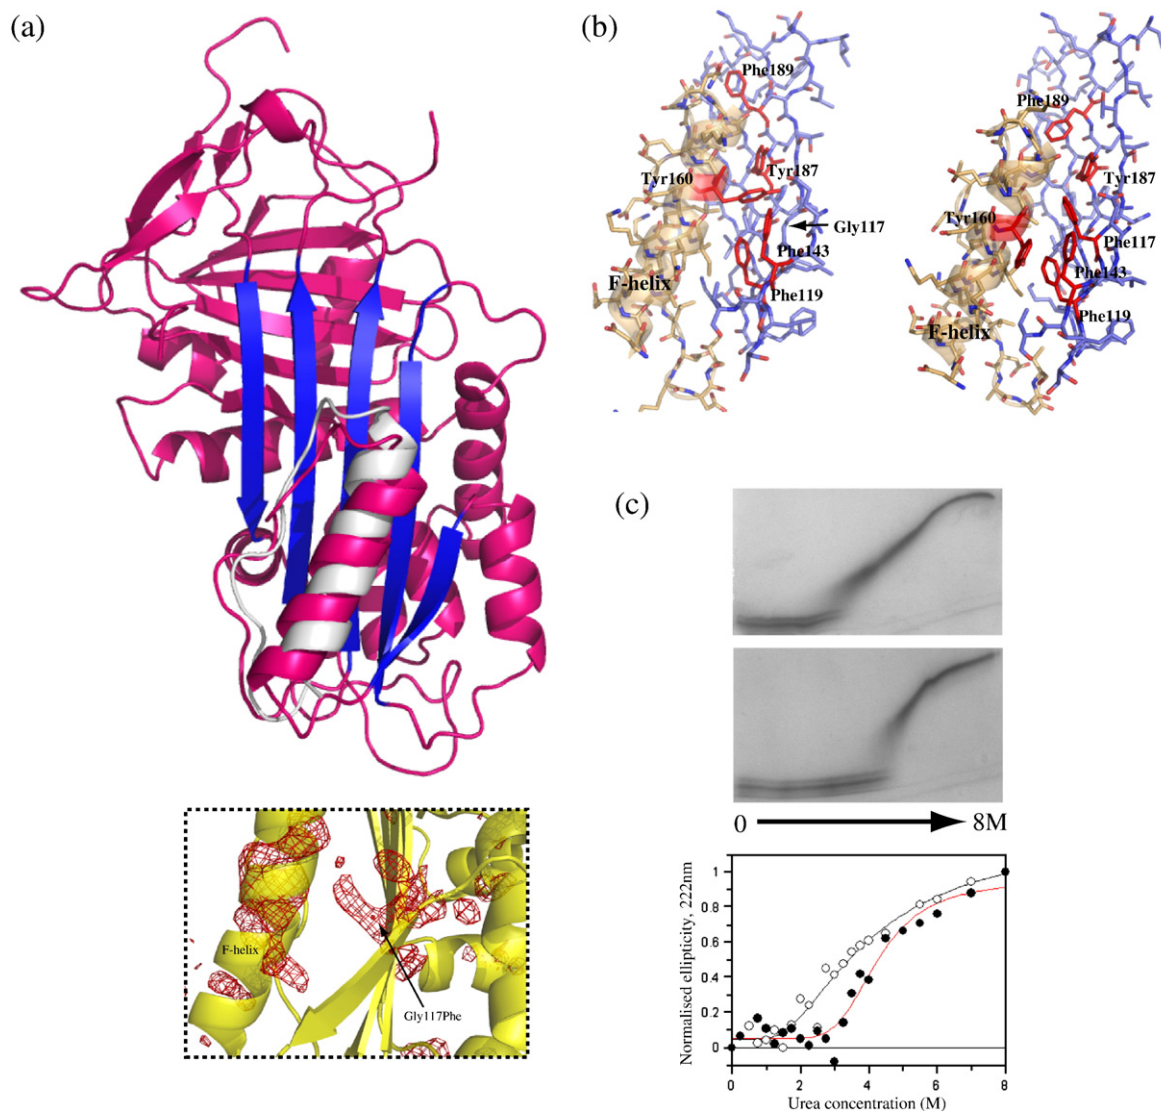 (a)
(b)
Phe189
Tyr160
Tyr187
Gly117
Phe143
F-helix
Phe119
Phe189
Tyr187
Tyr160
Phe117
Phe143
Phe119
F-helix
(c)
0 8M
F-helix
Gly117Phe
Normalised ellipticity, 222nm
1
0.8
0.6
0.4
0.2
0
0 2 4 6 8
Urea concentration (M)